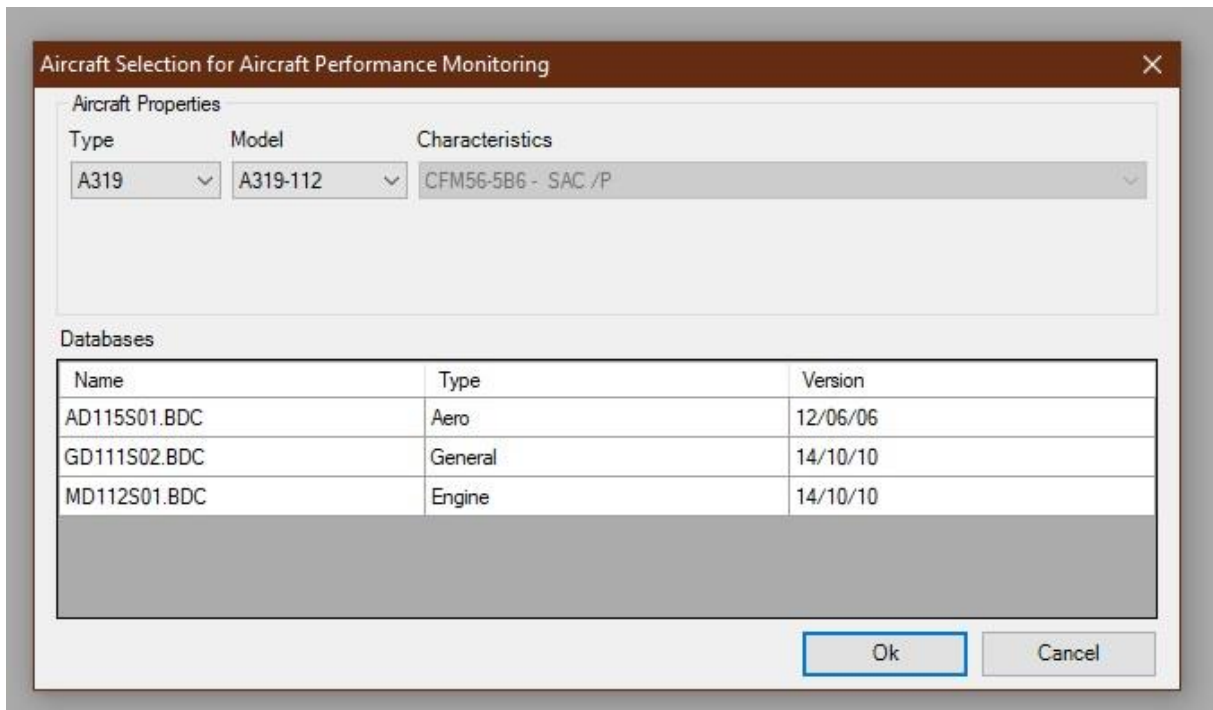 Aircraft Selection for Aircraft Performance Monitoring
Aircraft Properties
Type Model Characteristics
A319 A319-112 CFM56-5B6 - SAC /P
Databases
Name Type Version
AD115S01.BDC Aero 12/06/06
GD111S02.BDC General 14/10/10
MD112S01.BDC Engine 14/10/10
Ok Cancel